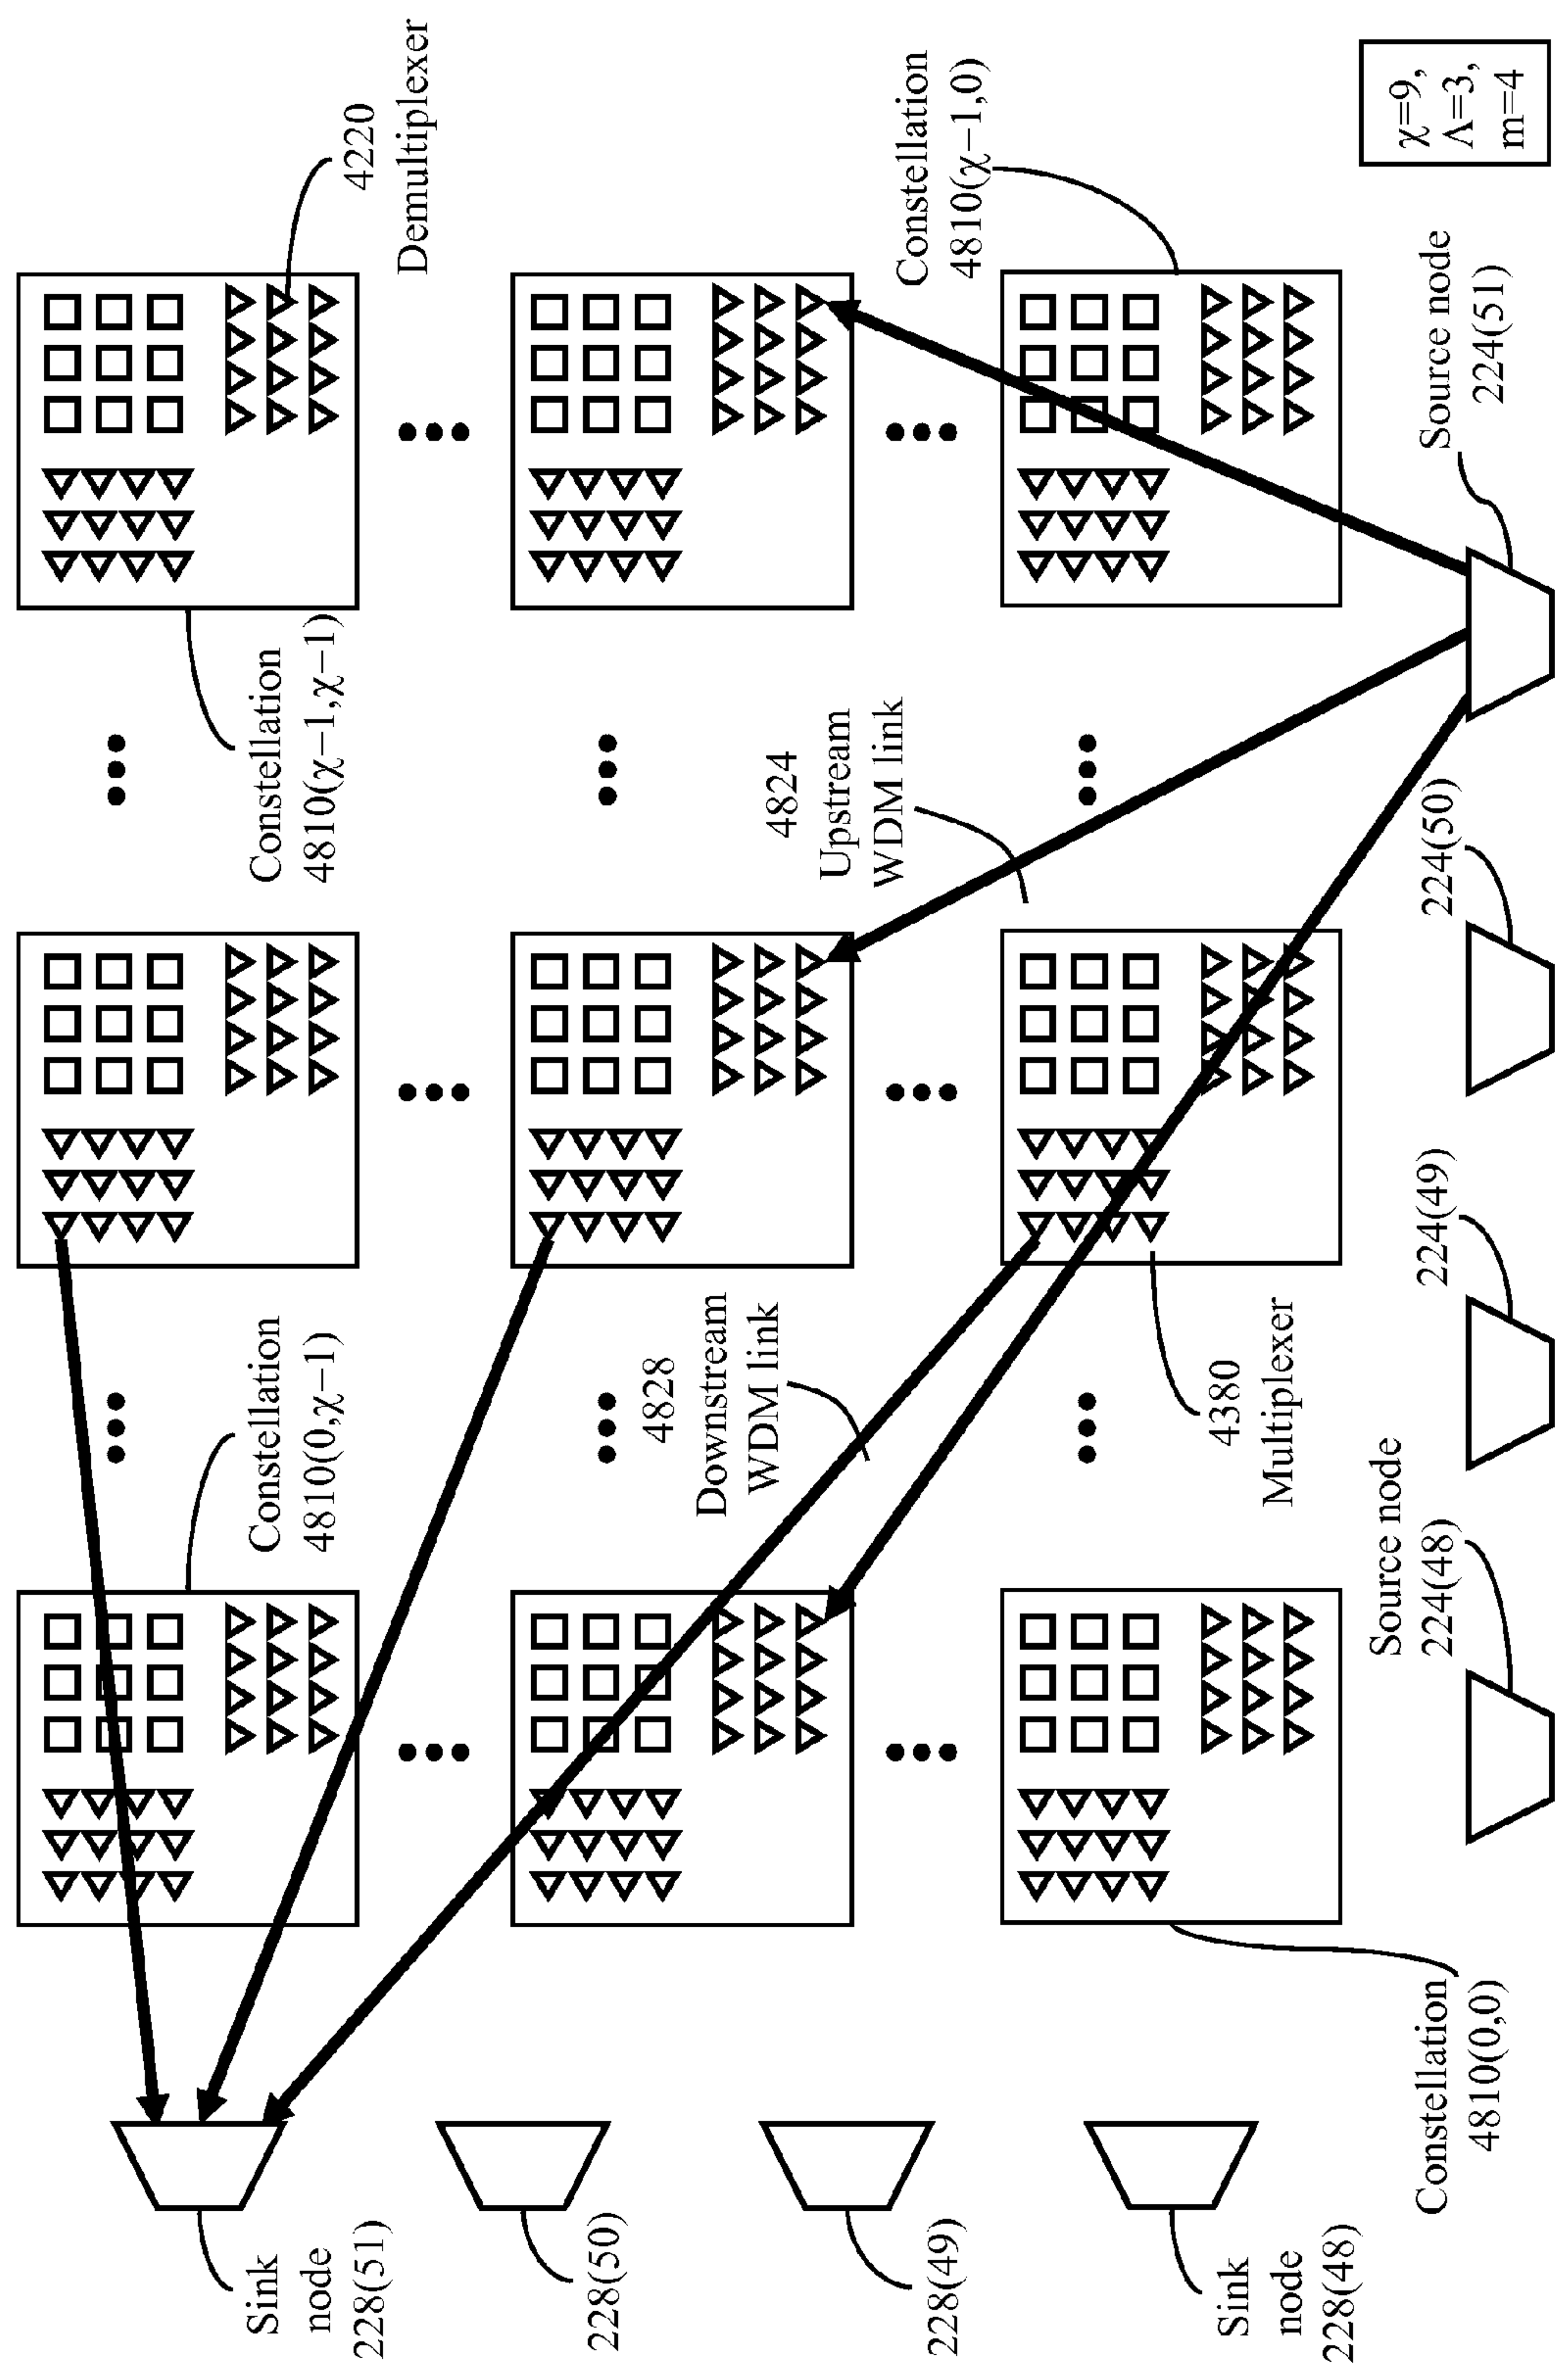 Sink
node
228(51)
228(50)
228(49)
Sink
node
228(48)
Constellation
4810(0,χ−1)
Constellation
4810(χ−1,χ−1)
4220
Demultiplexer
4828
Downstream
WDM link
4824
Upstream
WDM link
Constellation
4810(χ−1,0)
4380
Multiplexer
Constellation
4810(0,0)
Source node
224(48)
224(49)
224(50)
Source node
224(51)
χ=9,
Λ=3,
m=4